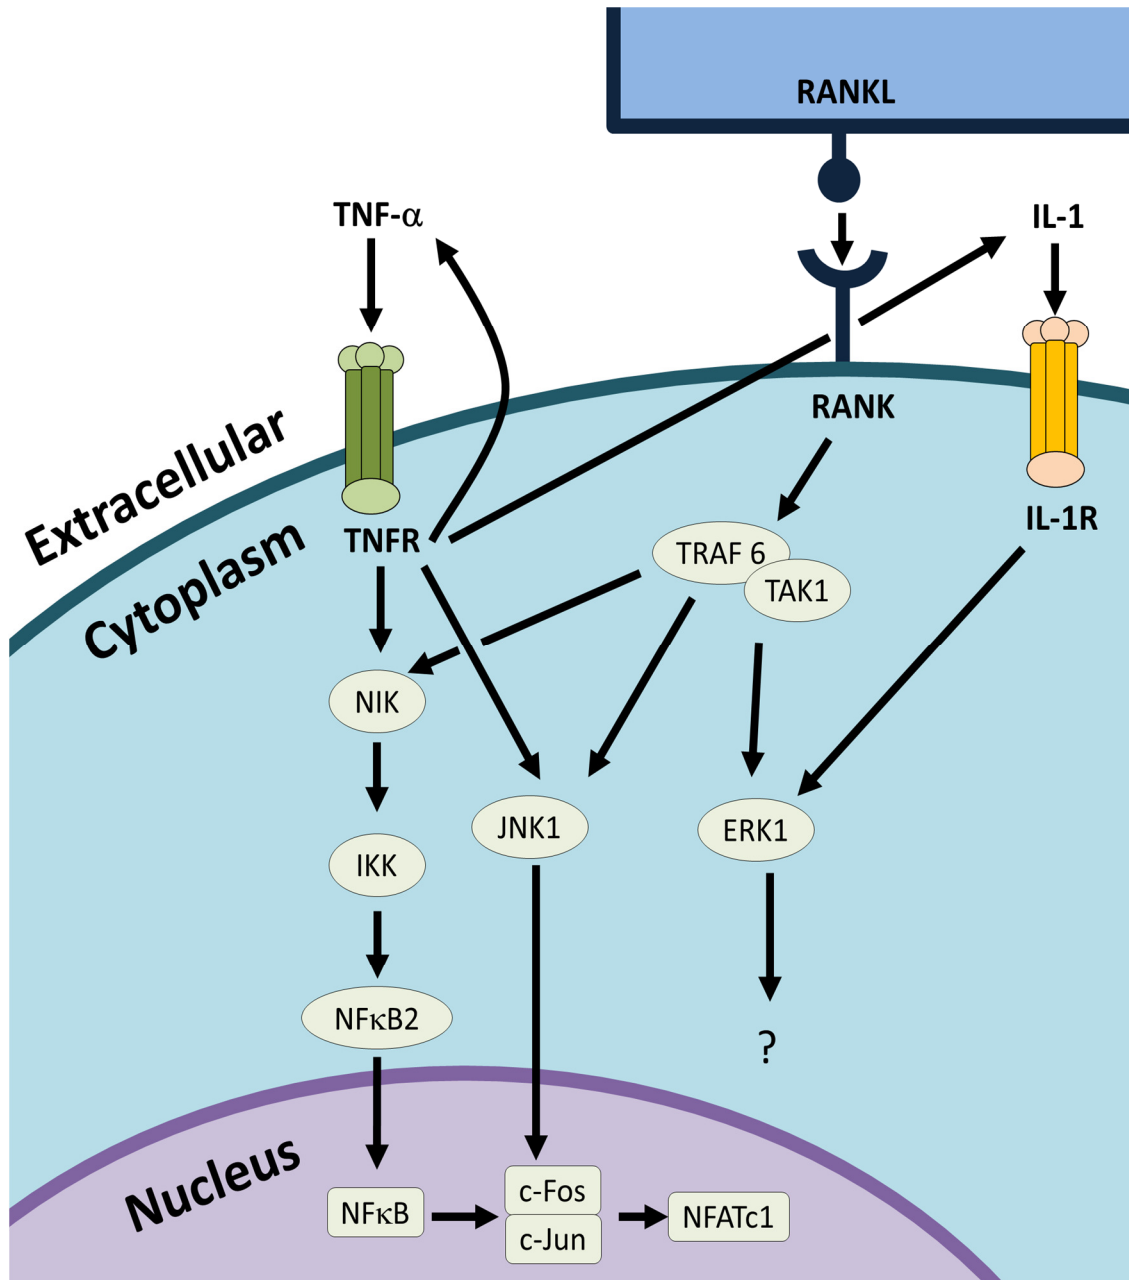 RANKL
TNF-α
IL-1
RANK
Extracellular
IL-1R
TNFR
Cytoplasm
TRAF 6
TAK1
NIK
JNK1
ERK1
IKK
NFκB2
?
Nucleus
c-Fos
NFκB
NFATc1
c-Jun